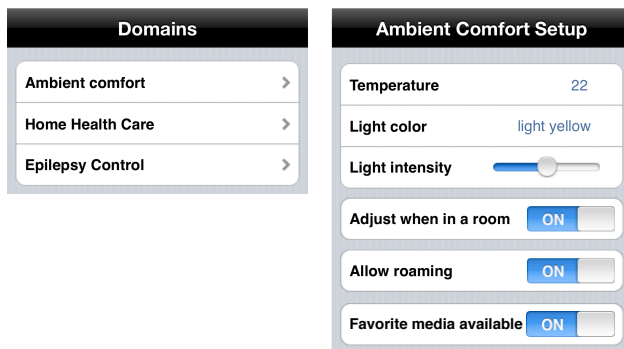 Domains
Ambient comfort
Home Health Care
Epilepsy Control
Ambient Comfort Setup
Temperature 22
Light color light yellow
Light intensity
Adjust when in a room ON
Allow roaming ON
Favorite media available ON